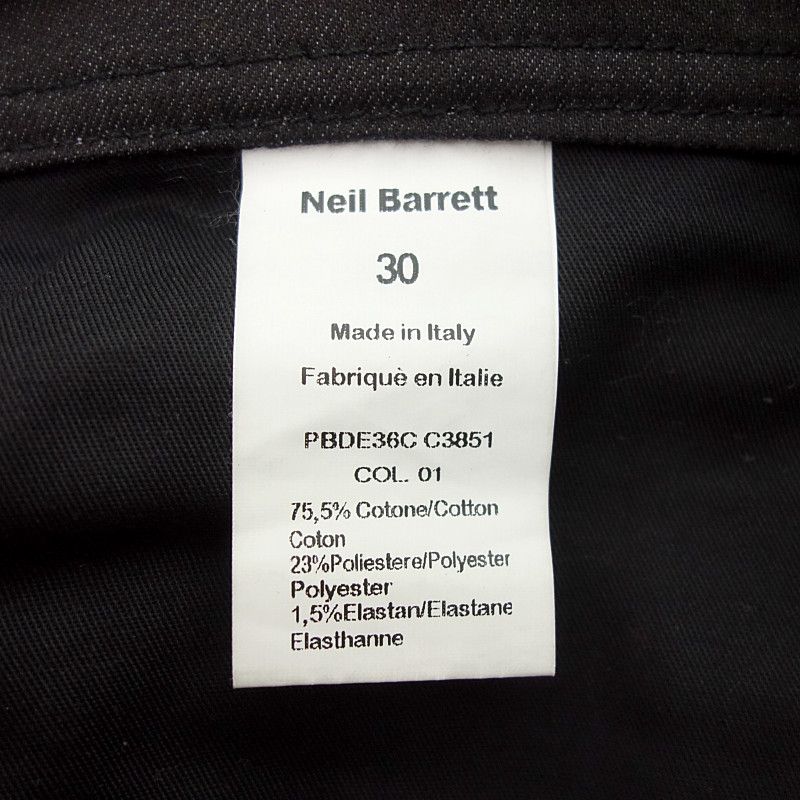 Neil Barrett
30
Made in Italy
Fabriquè en Italie
PBDE36C C3851
COL. 01
75,5% Cotone/Cotton
Coton
23%Poliestere/Polyester
Polyester
1,5%Elastan/Elastane
Elasthanne